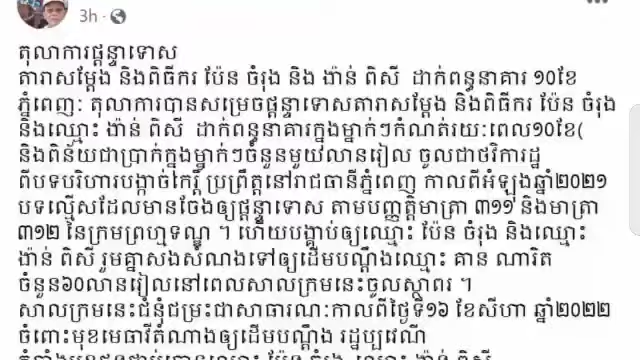 3h
តុលាការផ្តន្ទាទោស
តារាសម្តែង និងពិធីករ ប៉ែន ចំរុង និង ង៉ាន់ ពិសី ដាក់ពន្ធនាគារ ១០ខែ
ភ្នំពេញៈ តុលាការបានសម្រេចផ្តន្ទាទោសតារាសម្តែង និងពិធីករ ប៉ែន ចំរុង
និងឈ្មោះ ង៉ាន់ ពិសី ដាក់ពន្ធនាគារក្នុងម្នាក់ៗកំណត់រយៈពេល១០ខែ(
និងពិន័យជាប្រាក់ក្នុងម្នាក់ៗចំនួនមួយលានរៀល ចូលជាថវិការដ្ឋ
ពីបទបរិហារបង្កាច់កេរ្តិ៍ ប្រព្រឹត្តនៅរាជធានីភ្នំពេញ កាលពីអំឡុងឆ្នាំ២០២១
បទល្មើសដែលមានចែងឲ្យផ្តន្ទាទោស តាមបញ្ញត្តិមាត្រា ៣១១ និងមាត្រា
៣១២ នៃក្រមព្រហ្មទណ្ឌ ។ ហើយបង្គាប់ឲ្យឈ្មោះ ប៉ែន ចំរុង និងឈ្មោះ
ង៉ាន់ ពិសី រួមគ្នាសងសំណងទៅឲ្យដើមបណ្តឹងឈ្មោះ គាន ណារិត
ចំនួន៦០លានរៀលនៅពេលសាលក្រមនេះចូលស្ថាពរ ។
សាលក្រមនេះជំនុំជម្រះជាសាធារណៈកាលពីថ្ងៃទី១៦ ខែសីហា ឆ្នាំ២០២២
ចំពោះមុខមេធាវីតំណាងឲ្យដើមបណ្តឹង រដ្ឋប្បវេណី